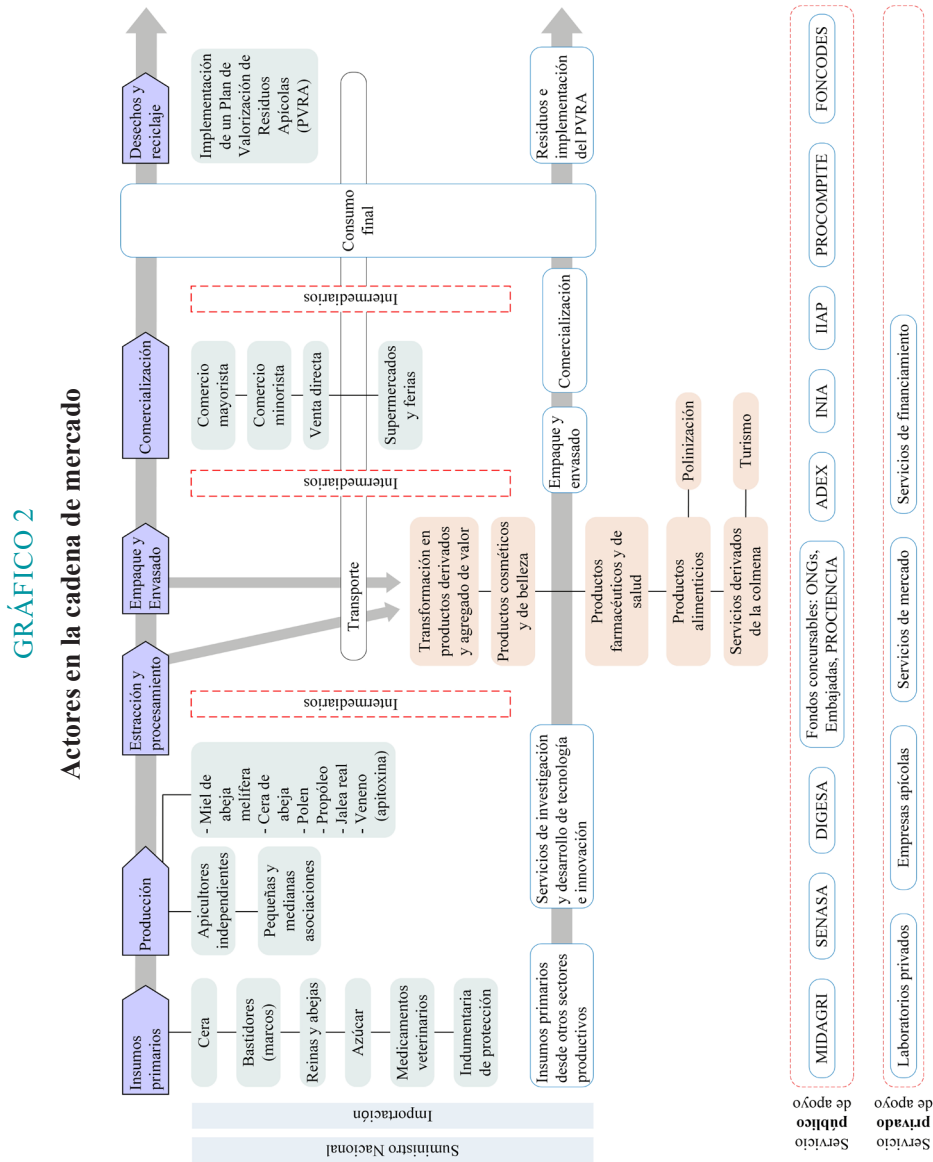 GRÁFICO 2
Actores en la cadena de mercado
Insumos
primarios
Producción
Estracción y
procesamiento
Empaque y
Envasado
Comercialización
Desechos y
reciclaje
Suministro Nacional
Importación
Cera
Bastidores
(marcos)
Reinas y abejas
Azúcar
Medicamentos
veterinarios
Indumentaria
de protección
Apicultores
independientes
Pequeñas y
medianas
asociaciones
- Miel de
abeja
melífera
- Cera de
abeja
- Polen
- Propóleo
- Jalea real
- Veneno
(apitoxina)
Intermediarios
Transporte
Intermediarios
Comercio
mayorista
Comercio
minorista
Venta directa
Supermercados
y ferias
Intermediarios
Consumo
final
Implementación
de un Plan de
Valorización de
Residuos
Apícolas
(PVRA)
Transformación en
productos derivados
y agregado de valor
Productos cosméticos
y de belleza
Insumos primarios
desde otros sectores
productivos
Servicios de investigación
y desarrollo de tecnología
e innovación
Empaque y
envasado
Comercialización
Residuos e
implementación
del PVRA
Productos
farmacéuticos y de
salud
Productos
alimenticios
Polinización
Servicios derivados
de la colmena
Turismo
Servicio
público
de apoyo
MIDAGRI
SENASA
DIGESA
Fondos concursables: ONGs,
Embajadas, PROCIENCIA
ADEX
INIA
IIAP
PROCOMPITE
FONCODES
Servicio
privado
de apoyo
Laboratorios privados
Empresas apícolas
Servicios de mercado
Servicios de financiamiento